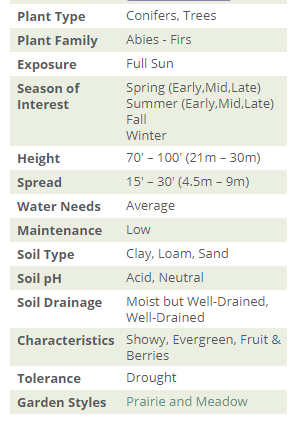 Plant Type Conifers, Trees
Plant Family Abies - Firs
Exposure Full Sun
Season of Interest Spring (Early,Mid,Late)
Summer (Early,Mid,Late)
Fall
Winter
Height 70' – 100' (21m – 30m)
Spread 15' – 30' (4.5m – 9m)
Water Needs Average
Maintenance Low
Soil Type Clay, Loam, Sand
Soil pH Acid, Neutral
Soil Drainage Moist but Well-Drained,
Well-Drained
Characteristics Showy, Evergreen, Fruit &
Berries
Tolerance Drought
Garden Styles Prairie and Meadow